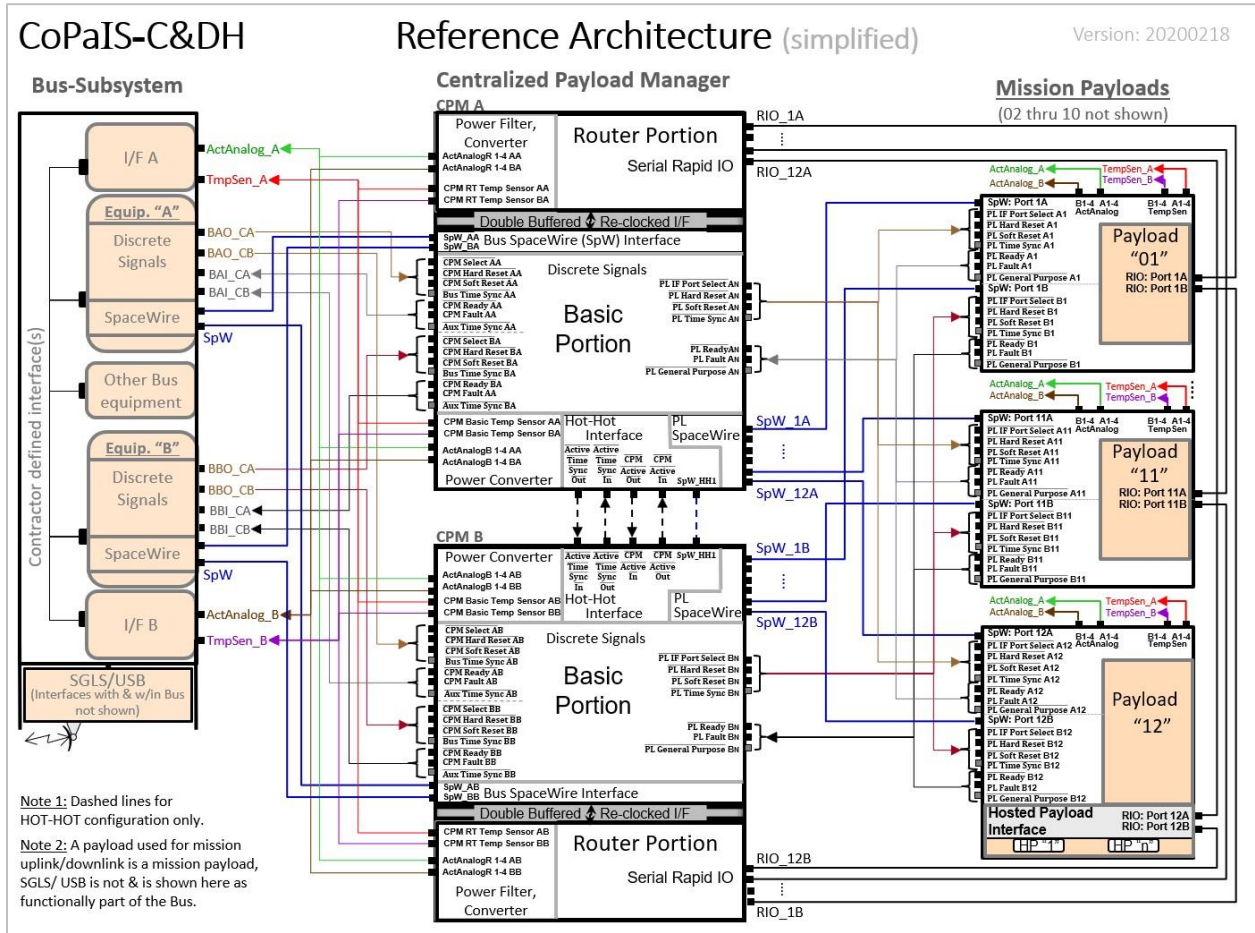 CoPaIS-C&DH
Reference Architecture (simplified)
Version: 20200218
Bus-Subsystem
Contractor defined interface(s)
I/F A
Equip. "A"
Discrete
Signals
SpaceWire
Other Bus
equipment
Equip. "B"
Discrete
Signals
SpaceWire
I/F B
SGLS/USB
(Interfaces with & w/in Bus
not shown)
ActAnalog_A
TmpSen_A
BAO_CA
BAO_CB
BAI_CA
BAI_CB
SpW
BBO_CA
BBO_CB
BBI_CA
BBI_CB
SpW
ActAnalog_B
TmpSen_B
Note 1: Dashed lines for
HOT-HOT configuration only.
Note 2: A payload used for mission
uplink/downlink is a mission payload,
SGLS/ USB is not & is shown here as
functionally part of the Bus.
Centralized Payload Manager
CPM A
Power Filter,
Converter
ActAnalogR 1-4 AA
ActAnalogR 1-4 BA
CPM RT Temp Sensor AA
CPM RT Temp Sensor BA
Router Portion
Serial Rapid IO
Double Buffered Re-clocked I/F
SpW_AA
SpW_BA
Bus SpaceWire (SpW) Interface
CPM Select AA
CPM Hard Reset AA
CPM Soft Reset AA
Bus Time Sync AA
CPM Ready AA
CPM Fault AA
Aux Time Sync AA
CPM Select BA
CPM Hard Reset BA
CPM Soft Reset BA
Bus Time Sync BA
CPM Ready BA
CPM Fault AA
Aux Time Sync BA
CPM Basic Temp Sensor AA
CPM Basic Temp Sensor BA
ActAnalogB 1-4 AA
ActAnalogB 1-4 BA
Power Converter
Discrete Signals
Basic
Portion
PL IF Port Select AN
PL Hard Reset AN
PL Soft Reset AN
PL Time Sync AN
PL ReadyAN
PL Fault AN
PL General Purpose AN
Hot-Hot
Interface
PL
SpaceWire
Active Time Sync Out
Active Time Sync In
CPM Active Out
CPM Active In
SpW_HH1
CPM B
Power Converter
Active Time Sync In
Active Time Sync Out
CPM Active In
CPM Active Out
SpW_HH1
Hot-Hot
Interface
PL
SpaceWire
ActAnalogB 1-4 AB
ActAnalogB 1-4 BB
CPM Basic Temp Sensor AB
CPM Basic Temp Sensor BB
CPM Select AB
CPM Hard Reset AB
CPM Soft Reset AB
Bus Time Sync AB
CPM Ready AB
CPM Fault AB
Aux Time Sync AB
CPM Select BB
CPM Hard Reset BB
CPM Soft Reset BB
Bus Time Sync BB
CPM Ready BB
CPM Fault BB
Aux Time Sync BB
Discrete Signals
Basic
Portion
PL IF Port Select BN
PL Hard Reset BN
PL Soft Reset BN
PL Time Sync BN
PL Ready BN
PL Fault BN
PL General Purpose BN
SpW_AB
SpW_BB
Bus SpaceWire Interface
Double Buffered Re-clocked I/F
CPM RT Temp Sensor AB
CPM RT Temp Sensor BB
ActAnalogR 1-4 AB
ActAnalogR 1-4 BB
Power Filter,
Converter
Router Portion
Serial Rapid IO
RIO_1A
RIO_12A
SpW_1A
SpW_12A
SpW_1B
SpW_12B
RIO_12B
RIO_1B
Mission Payloads
(02 thru 10 not shown)
ActAnalog_A
ActAnalog_B
TempSen_A
TempSen_B
B1-4 A1-4
ActAnalog
B1-4 A1-4
TempSen
SpW: Port 1A
PL IF Port Select A1
PL Hard Reset A1
PL Soft Reset A1
PL Time Sync A1
PL Ready A1
PL Fault A1
PL General Purpose A1
SpW: Port 1B
PL IF Port Select B1
PL Hard Reset B1
PL Soft Reset B1
PL Time Sync B1
PL Ready B1
PL Fault B1
PL General Purpose B1
Payload
"01"
RIO: Port 1A
RIO: Port 1B
ActAnalog_A
ActAnalog_B
TempSen_A
TempSen_B
B1-4 A1-4
ActAnalog
B1-4 A1-4
Temp Sen
SpW: Port 11A
PL IF Port Select A11
PL Hard Reset A11
PL Soft Reset A11
PL Time Sync A11
PL Ready A11
PL Fault A11
PL General Purpose A11
SpW: Port 11B
PL IF Port Select B11
PL Hard Reset B11
PL Soft Reset B11
PL Time Sync B11
PL Ready B11
PL Fault B11
PL General Purpose B11
Payload
"11"
RIO: Port 11A
RIO: Port 11B
ActAnalog_A
ActAnalog_B
TempSen_A
TempSen_B
B1-4 A1-4
ActAnalog
B1-4 A1-4
TempSen
SpW: Port 12A
PL IF Port Select A12
PL Hard Reset A12
PL Soft Reset A12
PL Time Sync A12
PL Ready A12
PL Fault A12
PL General Purpose A12
SpW: Port 12B
PL IF Port Select B12
PL Hard Reset B12
PL Soft Reset B12
PL Time Sync B12
PL Ready B12
PL Fault B12
PL General Purpose B12
Payload
"12"
Hosted Payload
Interface
RIO: Port 12A
RIO: Port 12B
HP "1"
HP "n"